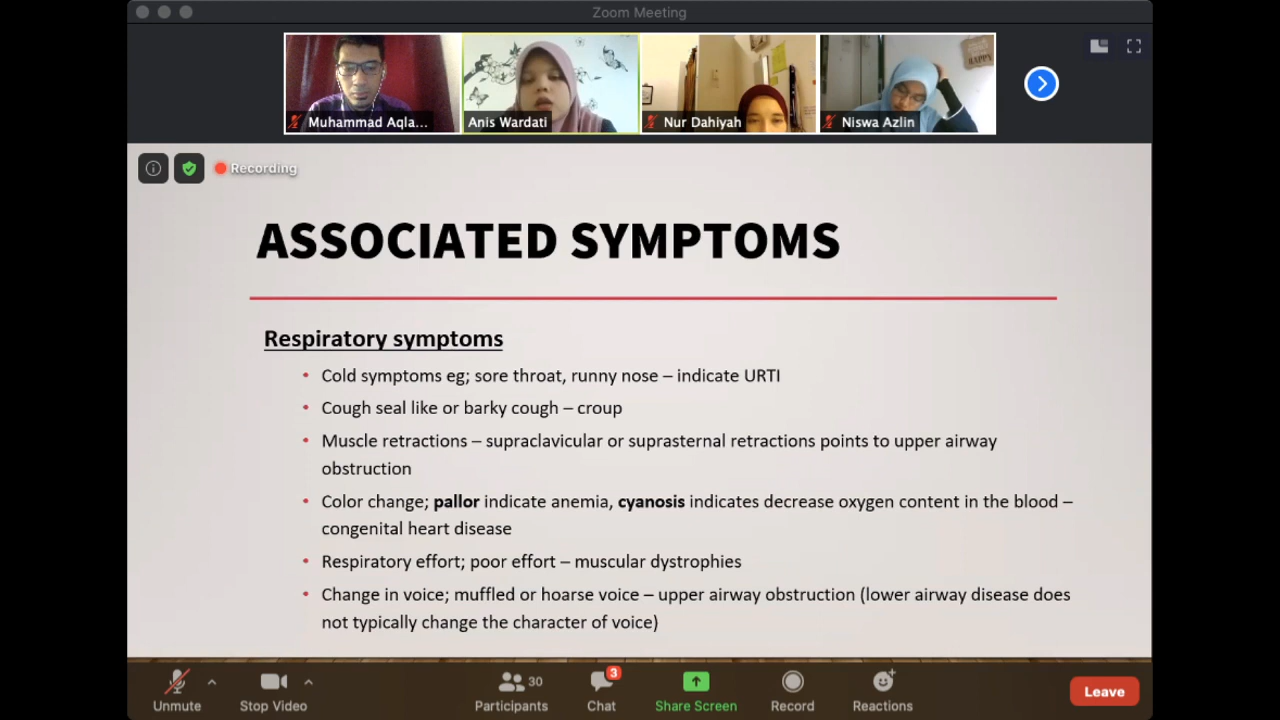 Zoom Meeting
Muhammad Aqla...
Anis Wardati
Nur Dahiyah
Niswa Azlin
Recording
ASSOCIATED SYMPTOMS
Respiratory symptoms
• Cold symptoms eg; sore throat, runny nose – indicate URTI
• Cough seal like or barky cough – croup
• Muscle retractions – supraclavicular or suprasternal retractions points to upper airway
obstruction
• Color change; pallor indicate anemia, cyanosis indicates decrease oxygen content in the blood –
congenital heart disease
• Respiratory effort; poor effort – muscular dystrophies
• Change in voice; muffled or hoarse voice – upper airway obstruction (lower airway disease does
not typically change the character of voice)
Unmute
Stop Video
30
Participants
3
Chat
Share Screen
Record
Reactions
Leave